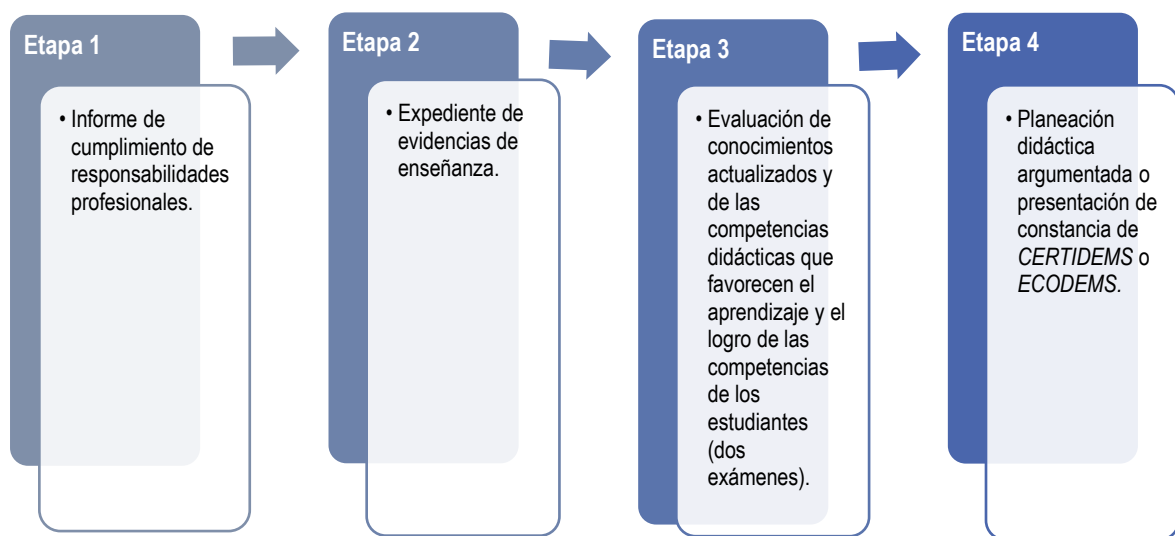 Etapa 1
• Informe de
cumplimiento de
responsabilidades
profesionales.
Etapa 2
• Expediente de
evidencias de
enseñanza.
Etapa 3
• Evaluación de
conocimientos
actualizados y
de las
competencias
didácticas que
favorecen el
aprendizaje y el
logro de las
competencias
de los
estudiantes
(dos
exámenes).
Etapa 4
• Planeación
didáctica
argumentada o
presentación de
constancia de
CERTIDEMS o
ECODEMS.